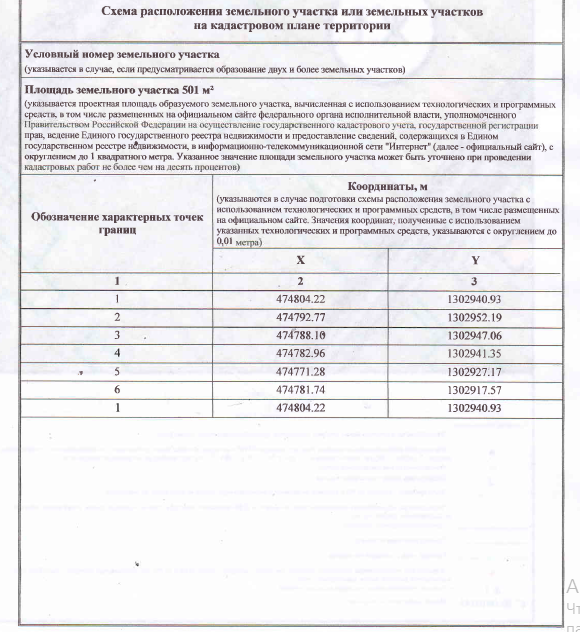 Схема расположения земельного участка или земельных участков
на кадастровом плане территории
Условный номер земельного участка
(указывается в случае, если предусматривается образование двух и более земельных участков)
Площадь земельного участка 501 м²
(указывается проектная площадь образуемого земельного участка, вычисленная с использованием технологических и программных
средств, в том числе размещенных на официальном сайте федерального органа исполнительной власти, уполномоченного
Правительством Российской Федерации на осуществление государственного кадастрового учета, государственной регистрации
прав, ведение Единого государственного реестра недвижимости и предоставление сведений, содержащихся в Едином
государственном реестре недвижимости, в информационно-телекоммуникационной сети "Интернет" (далее - официальный сайт), с
округлением до 1 квадратного метра. Указанное значение площади земельного участка может быть уточнено при проведении
кадастровых работ не более чем на десять процентов)
Обозначение характерных точек
границ
Координаты, м
(указываются в случае подготовки схемы расположения земельного участка с
использованием технологических и программных средств, в том числе размещенных
на официальном сайте. Значения координат, полученные с использованием
указанных технологических и программных средств, указываются с округлением до
0,01 метра)
X Y
1 2 3
1 474804.22 1302940.93
2 474792.77 1302952.19
3 474788.10 1302947.06
4 474782.96 1302941.35
5 474771.28 1302927.17
6 474781.74 1302917.57
1 474804.22 1302940.93